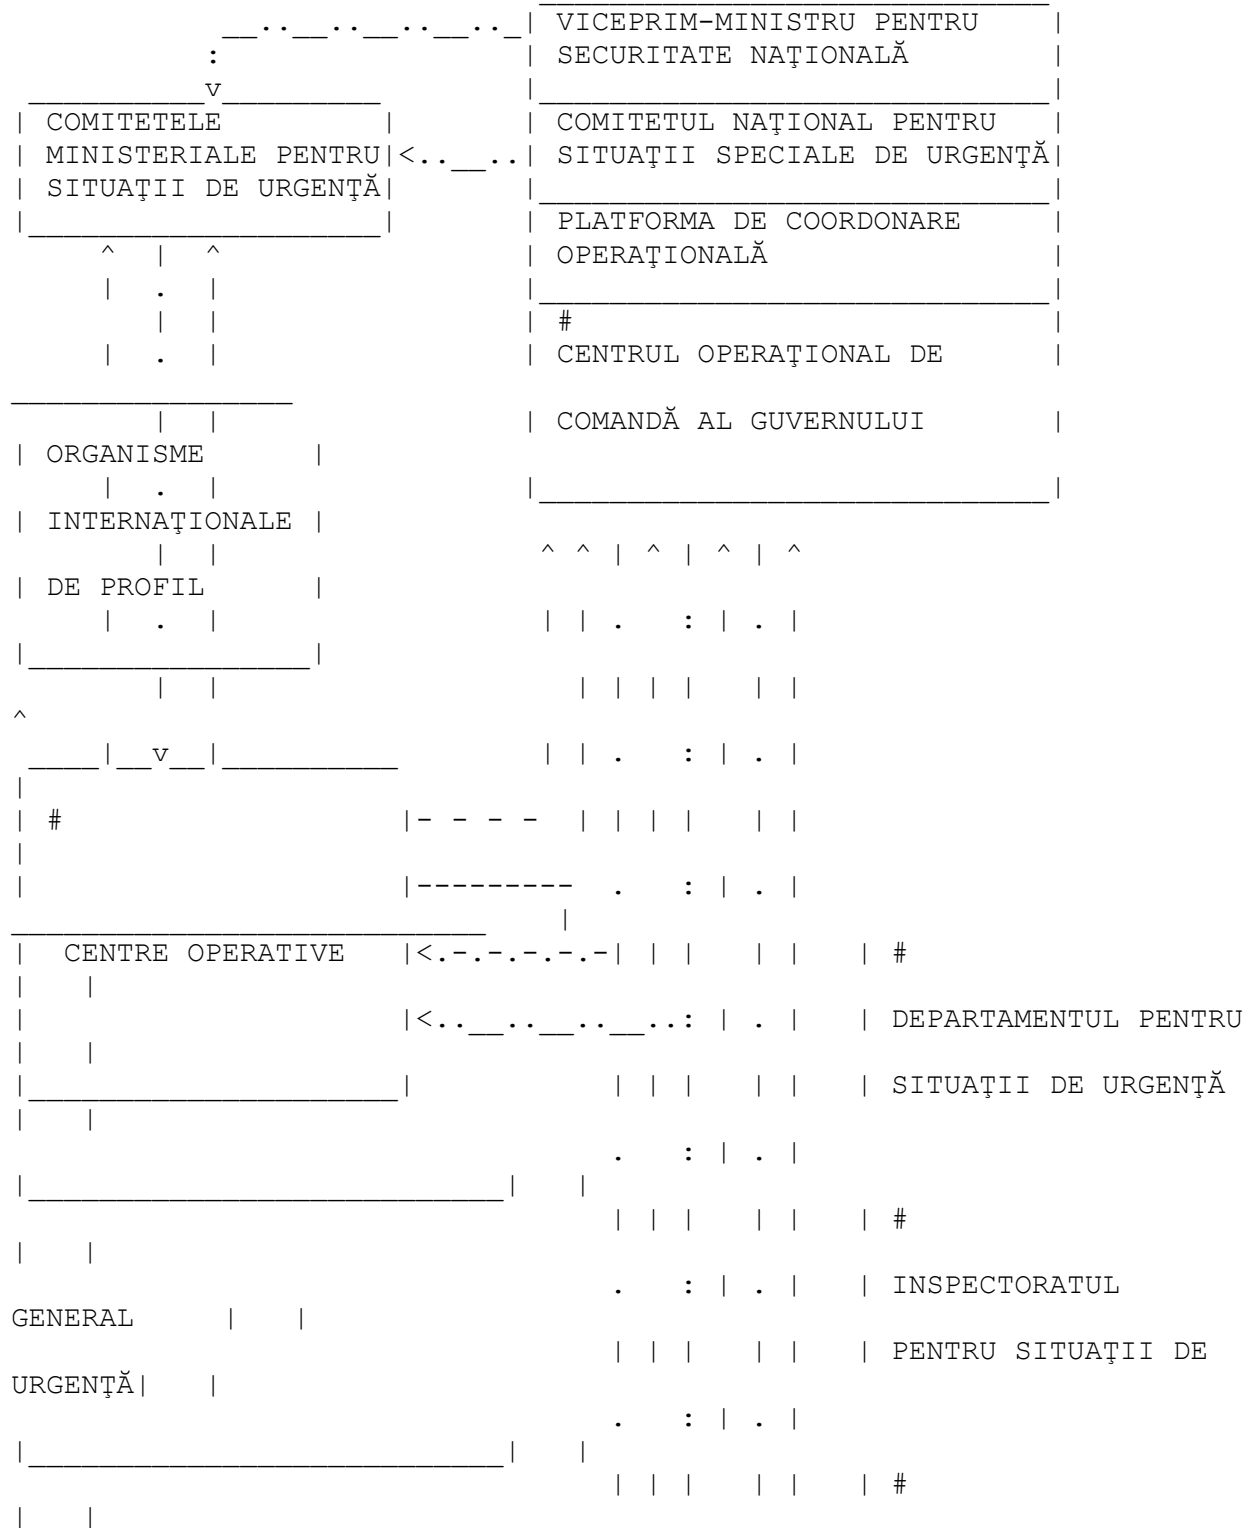 VICEPRIM-MINISTRU PENTRU
SECURITATE NAŢIONALĂ
COMITETELE
MINISTERIALE PENTRU
SITUAŢII DE URGENŢĂ
COMITETUL NAŢIONAL PENTRU
SITUAŢII SPECIALE DE URGENŢĂ
PLATFORMA DE COORDONARE
OPERAŢIONALĂ
#
CENTRUL OPERAŢIONAL DE
COMANDĂ AL GUVERNULUI
ORGANISME
INTERNAŢIONALE
DE PROFIL
#
CENTRE OPERATIVE
#
DEPARTAMENTUL PENTRU
SITUAŢII DE URGENŢĂ
#
INSPECTORATUL
GENERAL
PENTRU SITUAŢII DE
URGENŢĂ
#